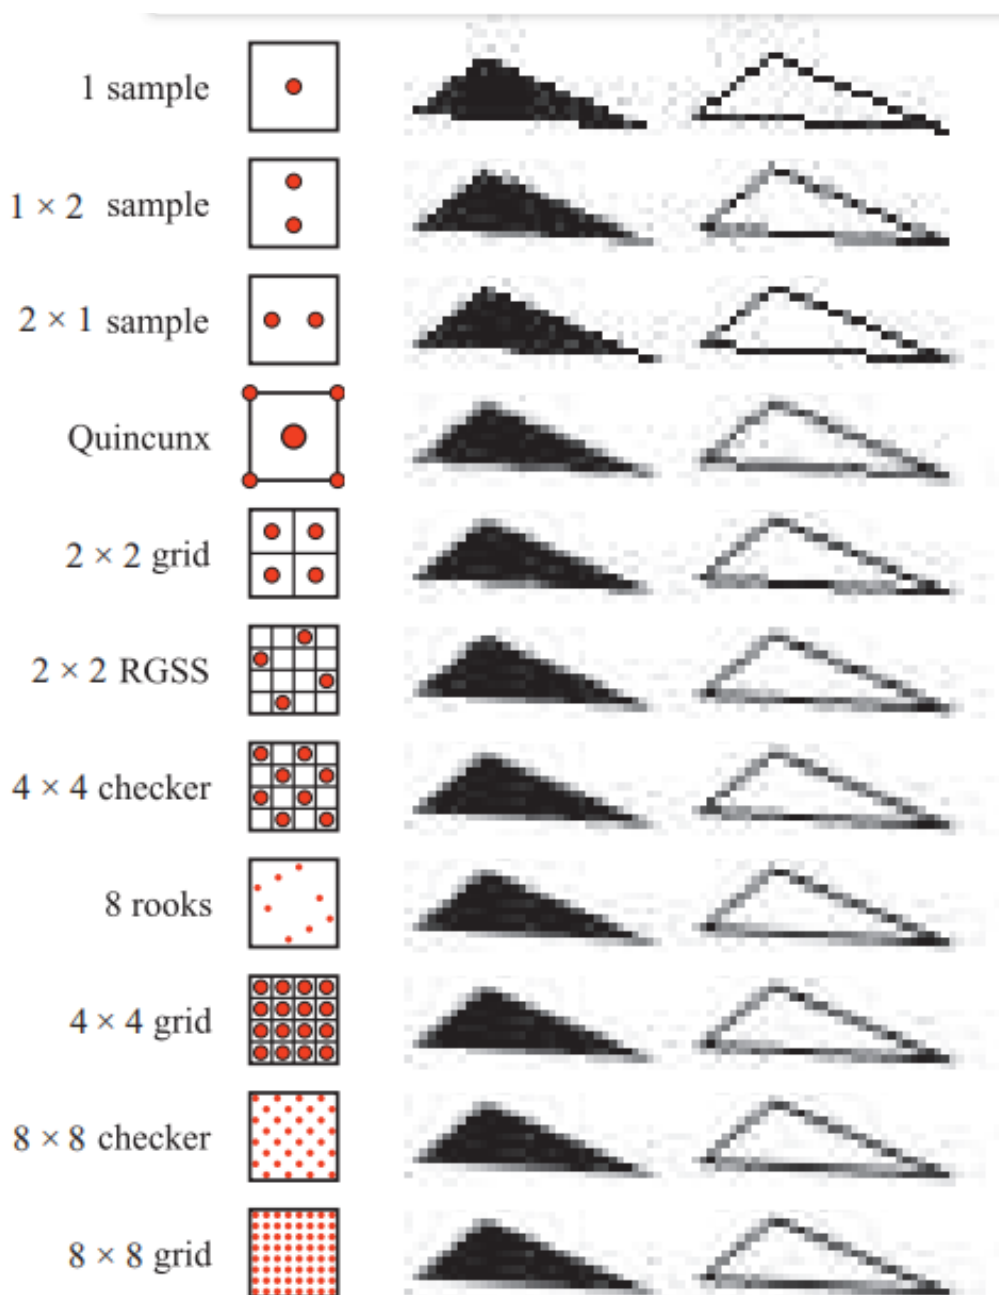 1 sample
1 × 2 sample
2 × 1 sample
Quincunx
2 × 2 grid
2 × 2 RGSS
4 × 4 checker
8 rooks
4 × 4 grid
8 × 8 checker
8 × 8 grid